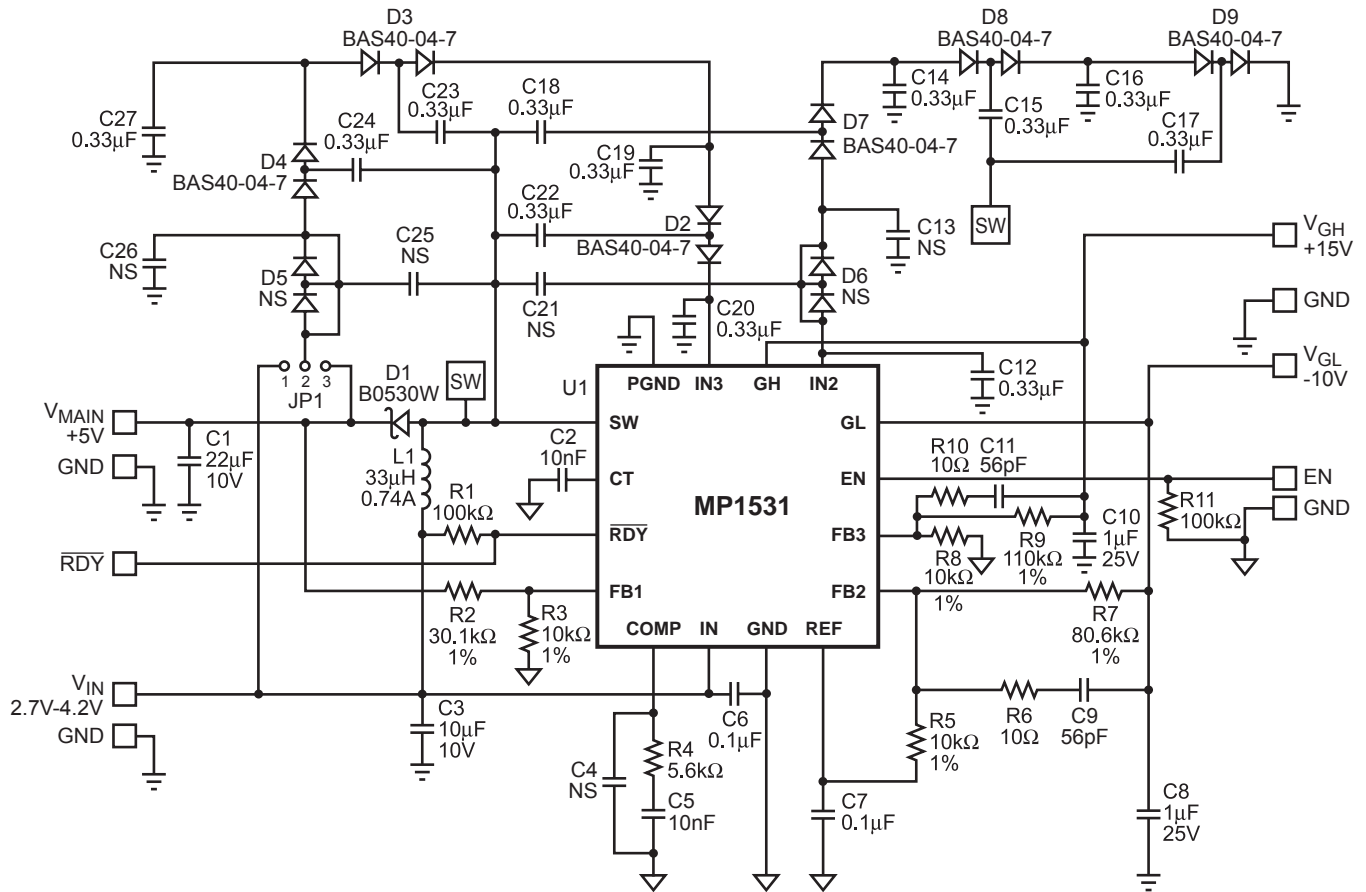 D3
BAS40-04-7
D8
BAS40-04-7
D9
BAS40-04-7
C27
0.33µF
C24
0.33µF
C23
0.33µF
C18
0.33µF
C19
0.33µF
D4
BAS40-04-7
C22
0.33µF
D2
BAS40-04-7
D7
BAS40-04-7
C14
0.33µF
C15
0.33µF
C16
0.33µF
C17
0.33µF
SW
C13
NS
C26
NS
D5
NS
C25
NS
C21
NS
C20
0.33µF
D6
NS
C12
0.33µF
VGH
+15V
GND
VGL
-10V
1 2 3
JP1
D1
B0530W
SW
U1
PGND IN3 GH IN2
SW
CT
RDY
FB1
COMP IN GND REF
GL
EN
FB3
FB2
MP1531
VMAIN
+5V
C1
22µF
10V
GND
L1
33µH
0.74A
C2
10nF
R1
100kΩ
RDY
R2
30.1kΩ
1%
R3
10kΩ
1%
R10
10Ω
C11
56pF
R9
110kΩ
1%
R8
10kΩ
1%
C10
1µF
25V
R11
100kΩ
EN
GND
R7
80.6kΩ
1%
VIN
2.7V-4.2V
GND
C3
10µF
10V
C6
0.1µF
C4
NS
R4
5.6kΩ
C5
10nF
C7
0.1µF
R5
10kΩ
1%
R6
10Ω
C9
56pF
C8
1µF
25V